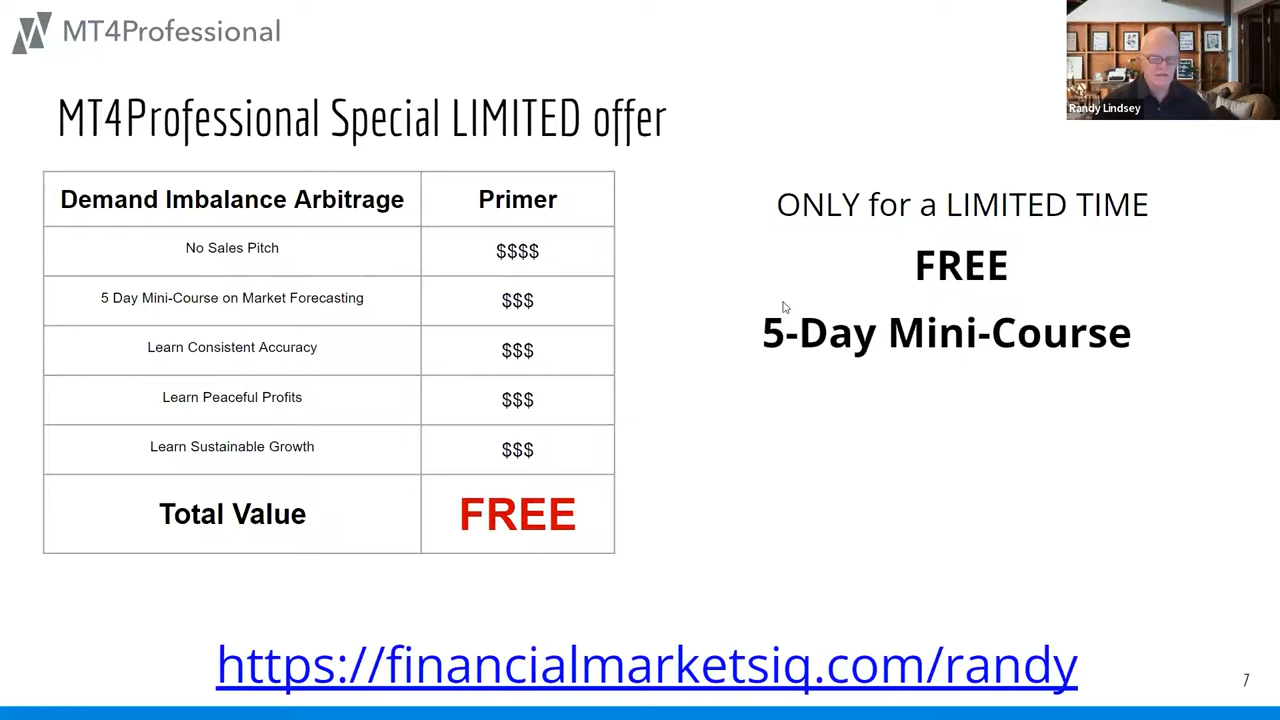 MT4Professional
Randy Lindsey
MT4Professional Special LIMITED offer
Demand Imbalance Arbitrage Primer
No Sales Pitch $$$$
5 Day Mini-Course on Market Forecasting $$$
Learn Consistent Accuracy $$$
Learn Peaceful Profits $$$
Learn Sustainable Growth $$$
Total Value FREE
ONLY for a LIMITED TIME
FREE
5-Day Mini-Course
https://financialmarketsiq.com/randy
7